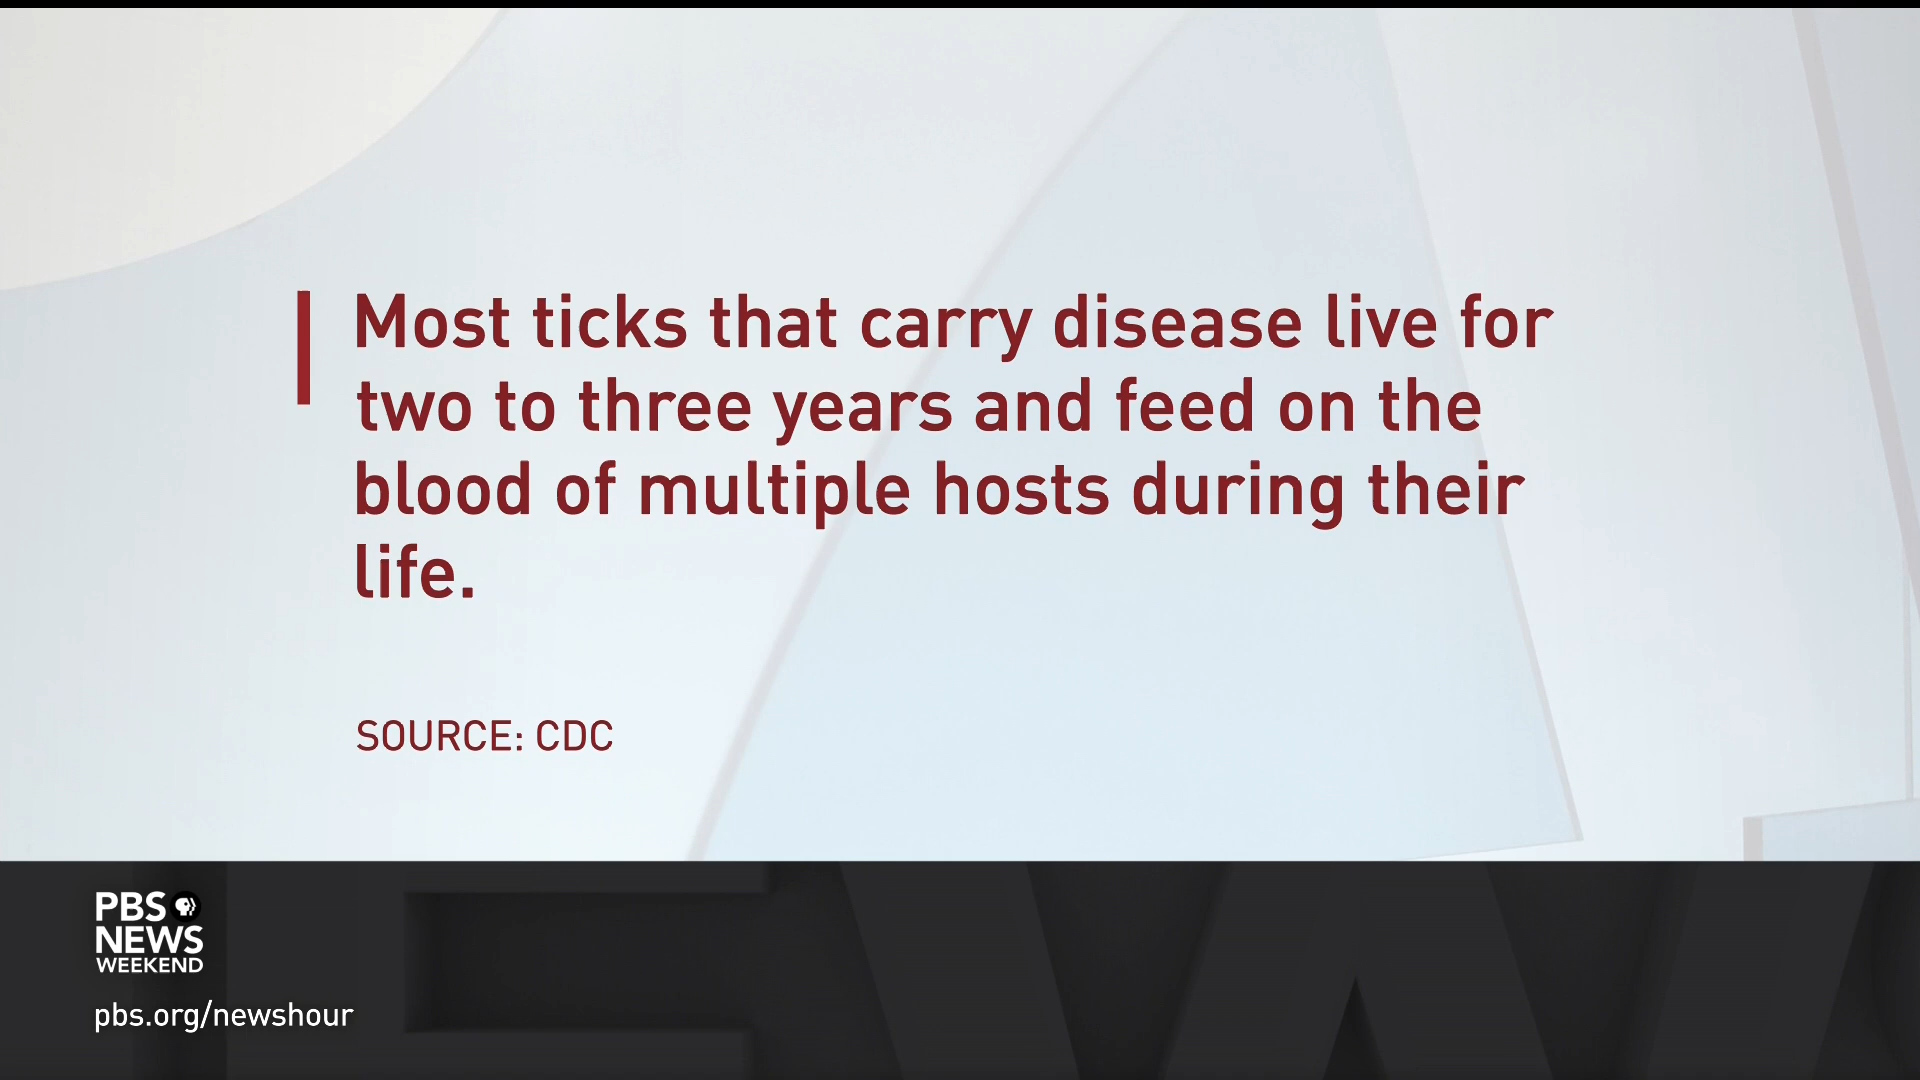 Most ticks that carry disease live for
two to three years and feed on the
blood of multiple hosts during their
life.
SOURCE: CDC
PBS
NEWS
WEEKEND
pbs.org/newshour